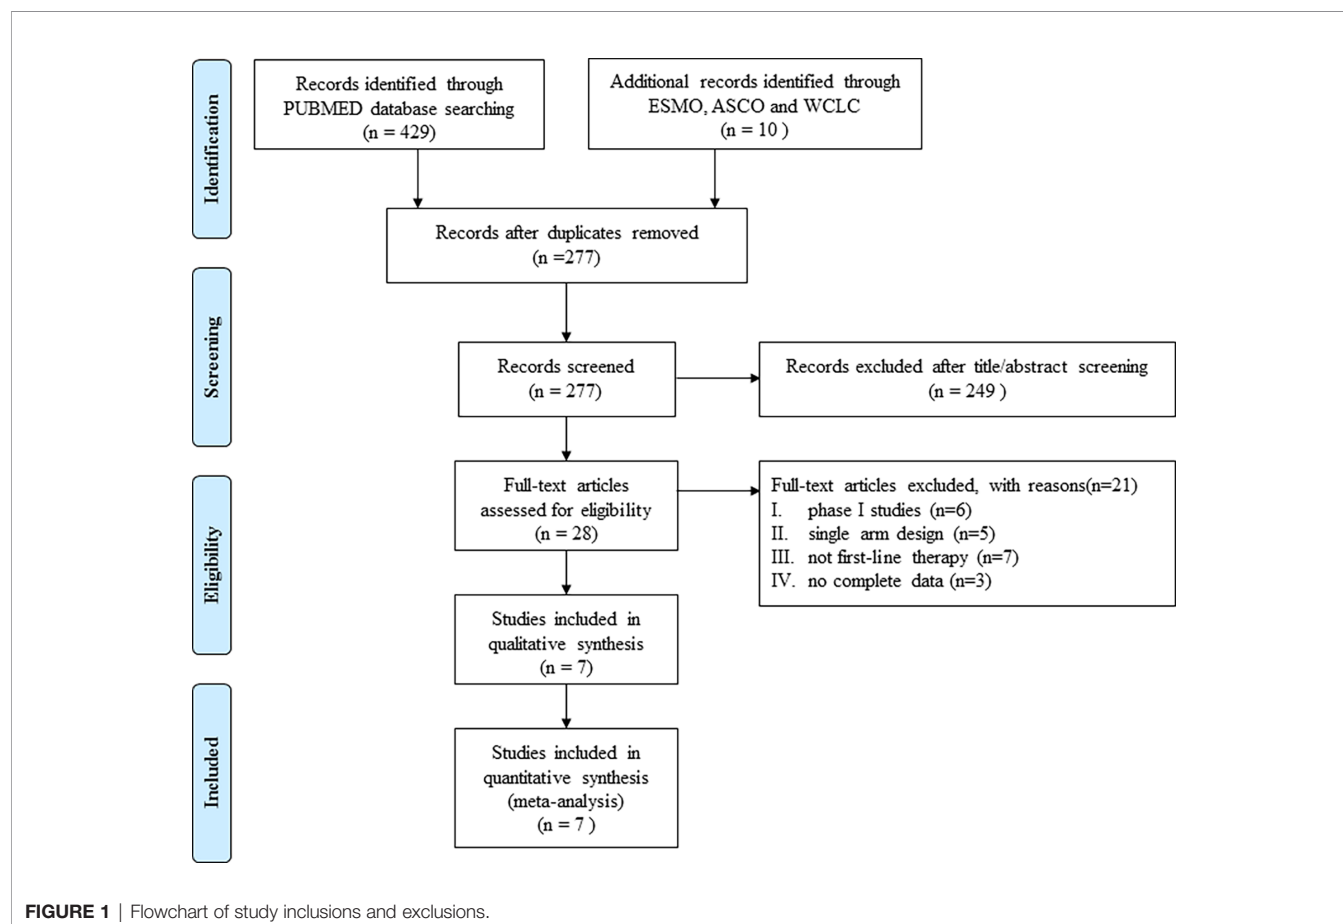 Identification
Records identified through
PUBMED database searching
(n = 429)
Additional records identified through
ESMO, ASCO and WCLC
(n = 10 )
Records after duplicates removed
(n =277)
Screening
Records screened
(n = 277)
Records excluded after title/abstract screening
(n = 249 )
Eligibility
Full-text articles
assessed for eligibility
(n = 28)
Full-text articles excluded, with reasons(n=21)
I. phase I studies (n=6)
II. single arm design (n=5)
III. not first-line therapy (n=7)
IV. no complete data (n=3)
Studies included in
qualitative synthesis
(n = 7)
Included
Studies included in
quantitative synthesis
(meta-analysis)
(n = 7 )
FIGURE 1 | Flowchart of study inclusions and exclusions.